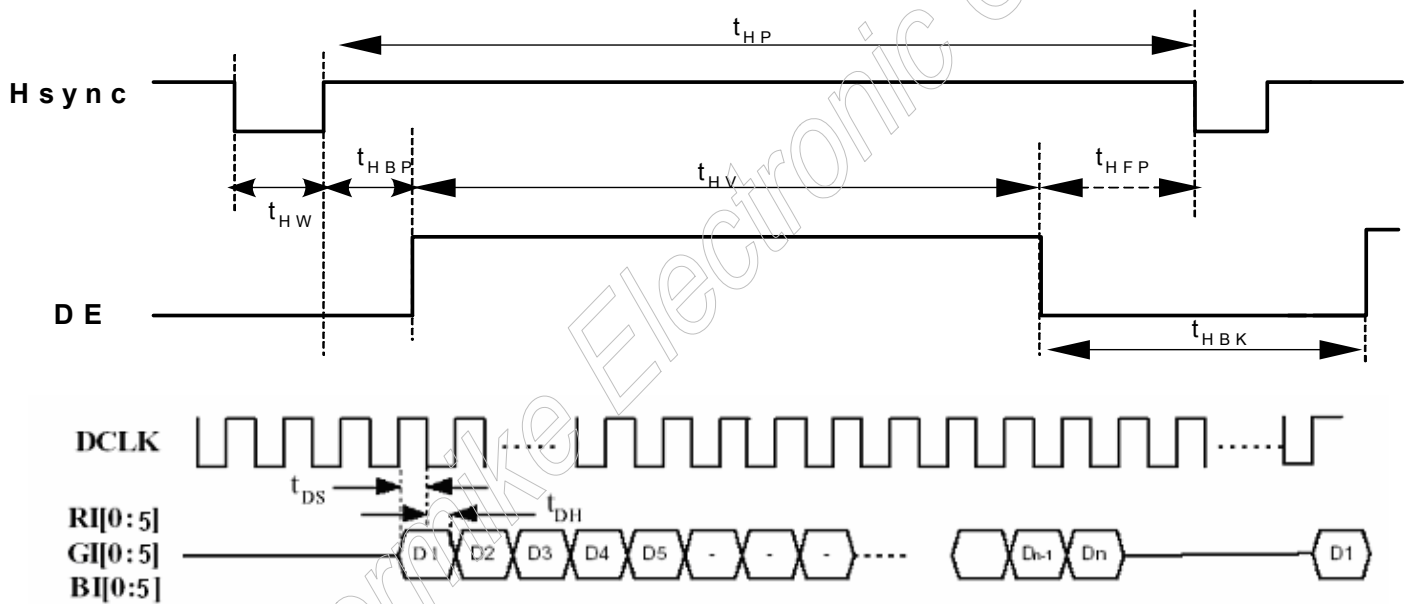 tHP
Hsync
tHBP
tHV
tHFP
tHW
DE
tHBK
DCLK
tDS
tDH
RI[0:5]
GI[0:5]
BI[0:5]
D1 D2 D3 D4 D5 - - - Dn-1 Dn D1
Electronic